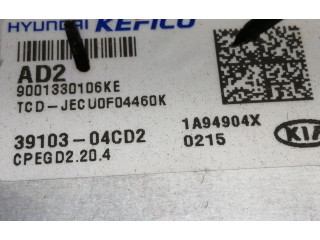 HYUNDAI KEFICO
AD2
9001330106KE
TCD-JECU0F04460K
39103-04CD2
1A94904X
CPEGD2.20.4
0215
KIA